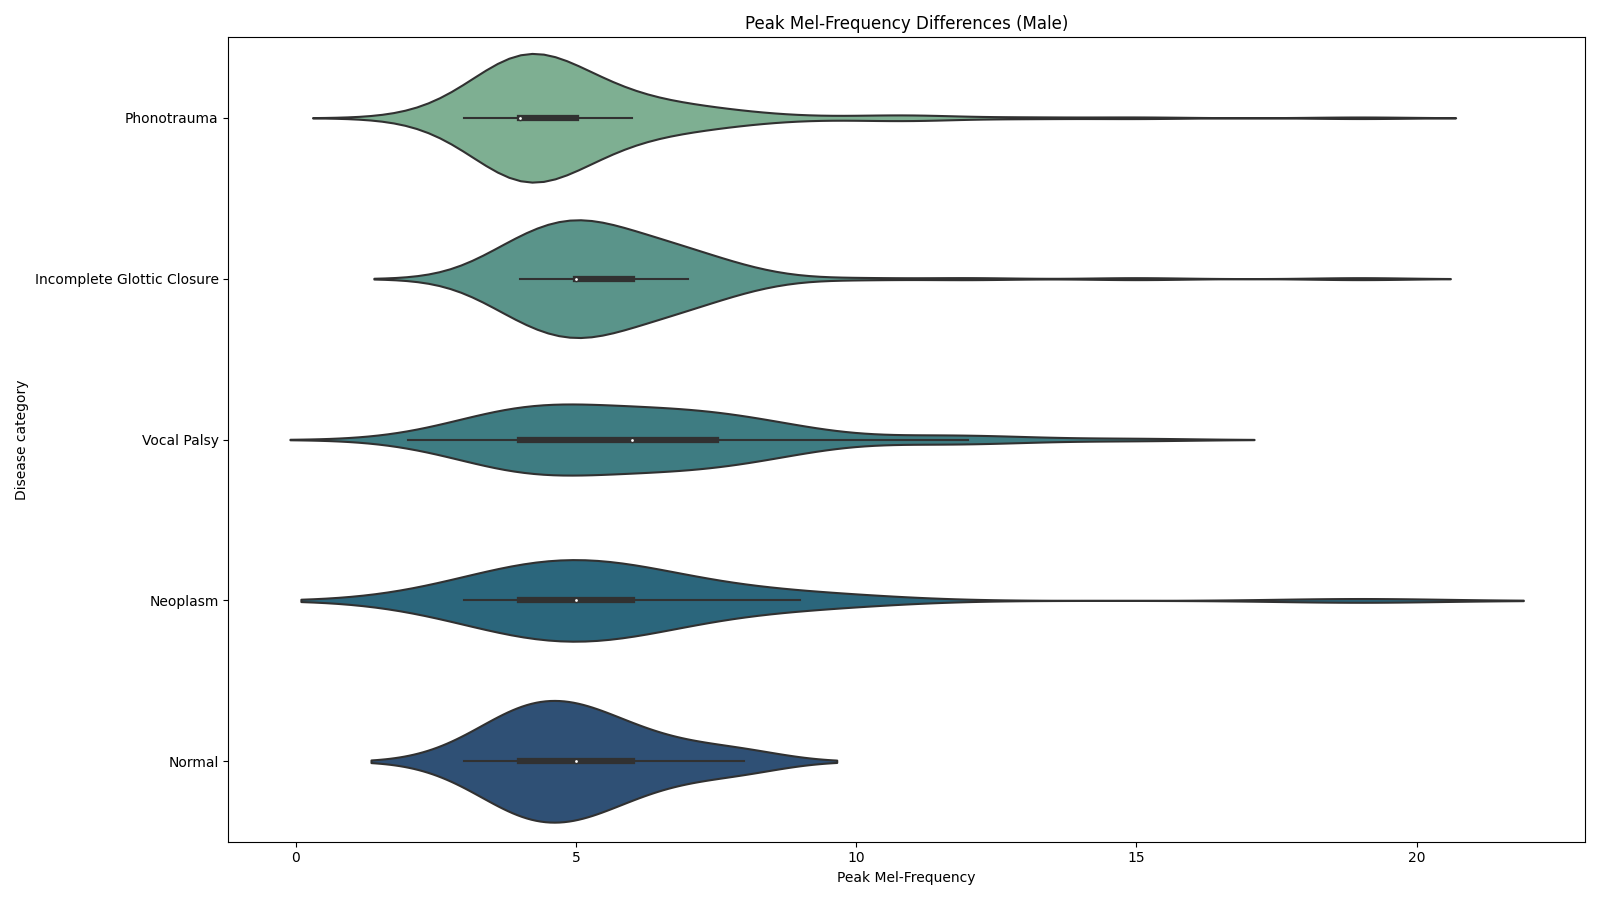 Peak Mel-Frequency Differences (Male)
Phonotrauma
Incomplete Glottic Closure
Vocal Palsy
Neoplasm
Normal
Disease category
0 5 10 15 20
Peak Mel-Frequency